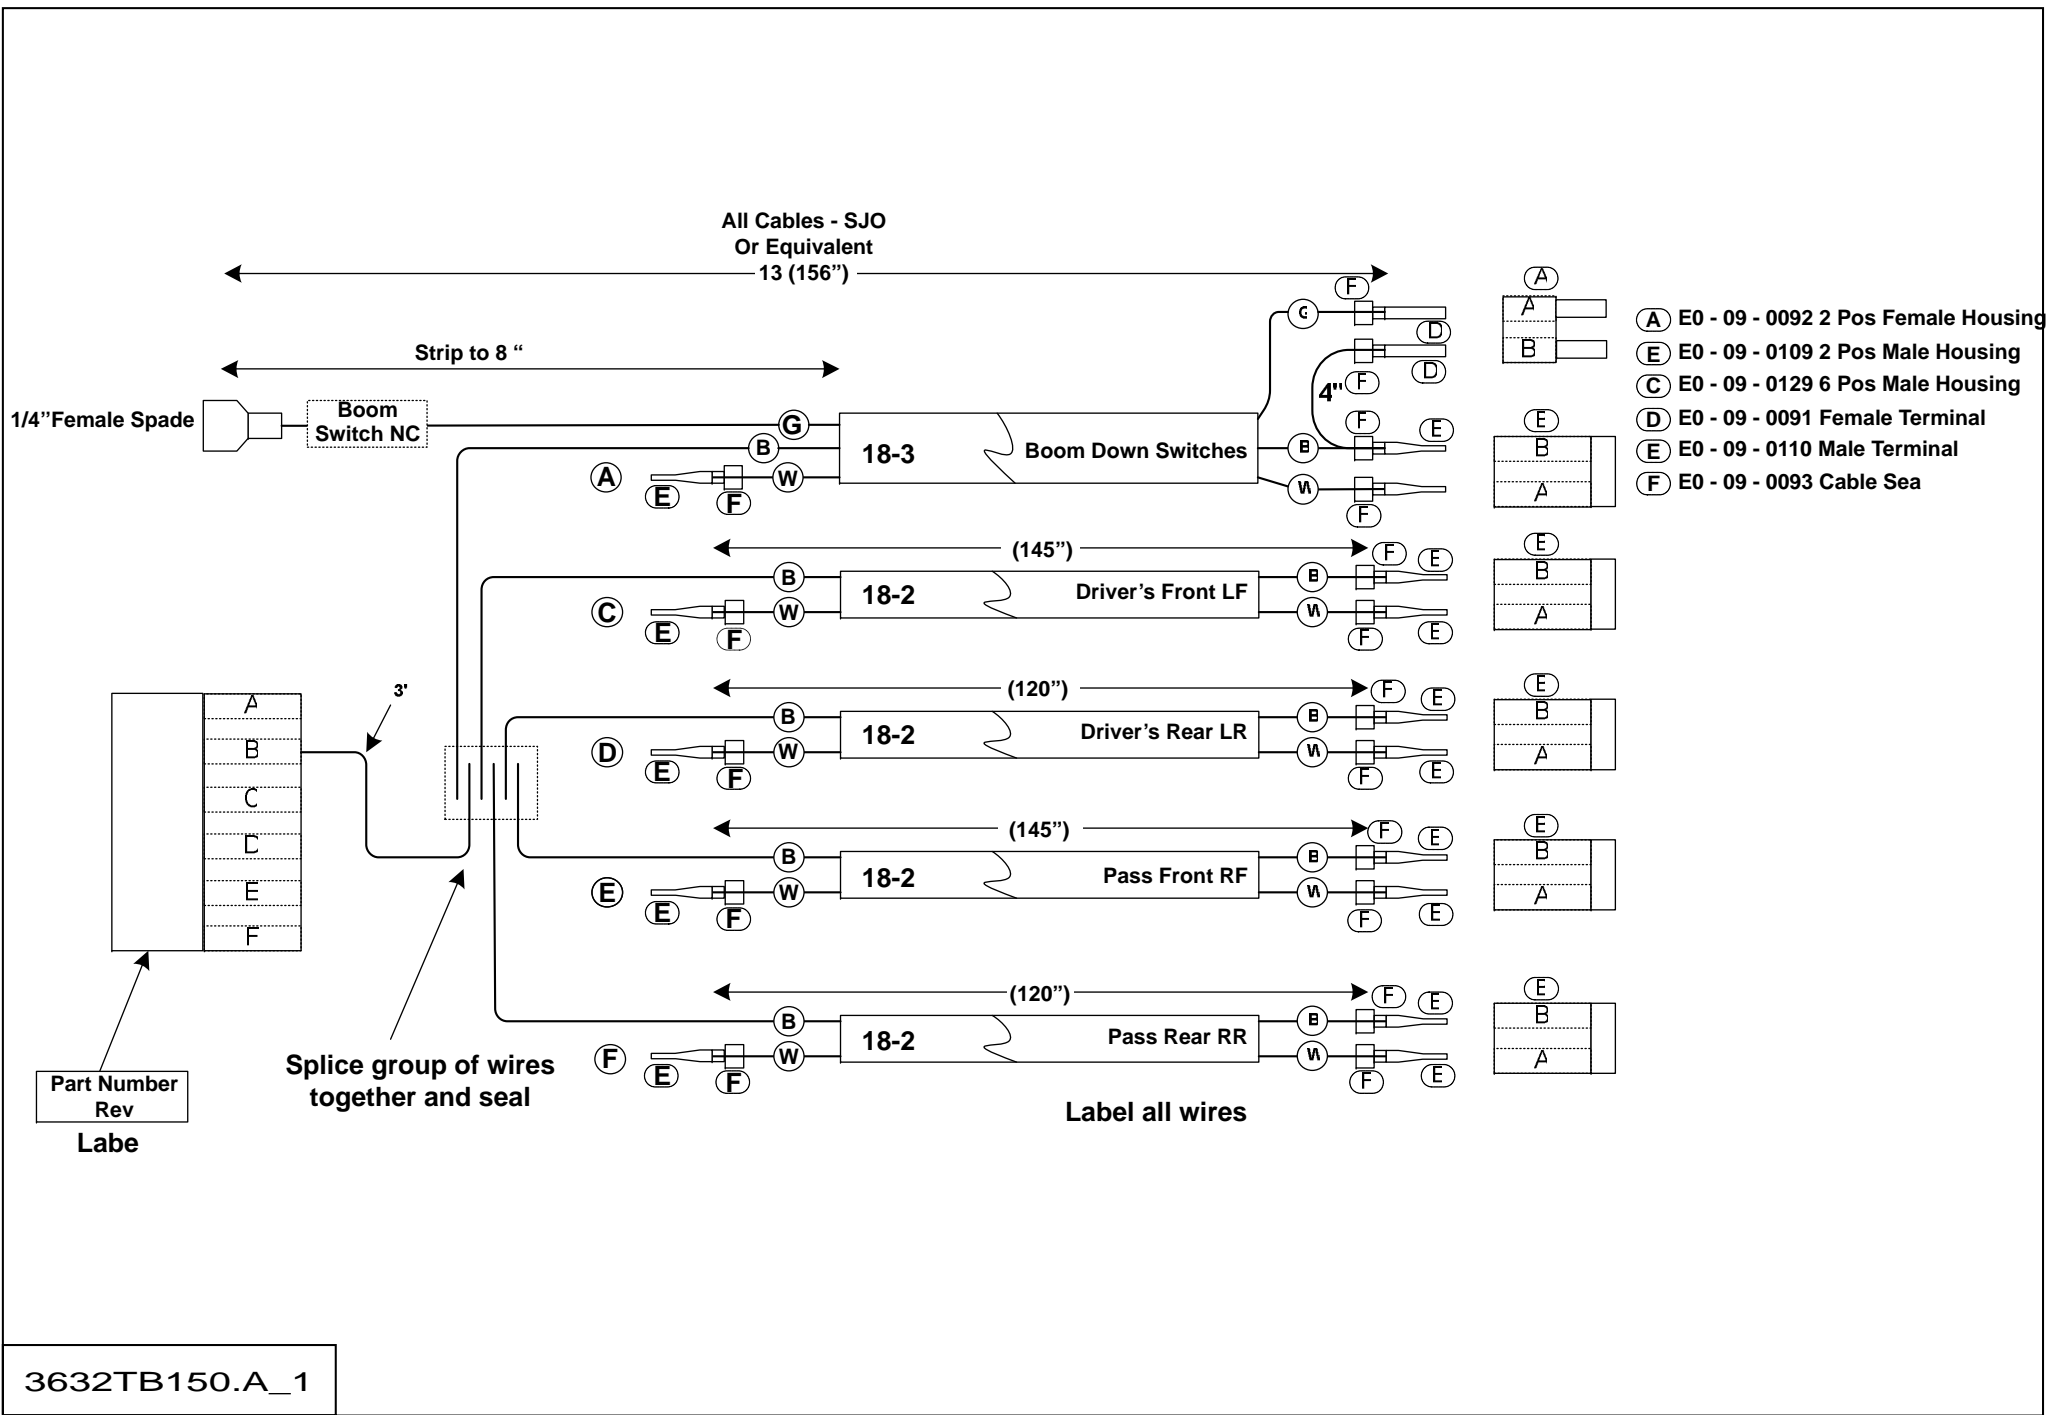 All Cables - SJO
Or Equivalent
13 (156”)
Strip to 8 “
1/4”Female Spade
Boom
Switch NC
G
B
W
A
E
F
18-3
Boom Down Switches
G
B
W
4"
F
D
D
F
F
E
F
A
A
B
E
B
A
A E0 - 09 - 0092 2 Pos Female Housing
E E0 - 09 - 0109 2 Pos Male Housing
C E0 - 09 - 0129 6 Pos Male Housing
D E0 - 09 - 0091 Female Terminal
E E0 - 09 - 0110 Male Terminal
F E0 - 09 - 0093 Cable Sea
(145”)
C
E
F
B
W
18-2
Driver’s Front LF
B
W
F
E
F
E
E
B
A
(120”)
D
E
F
B
W
18-2
Driver’s Rear LR
B
W
F
E
F
E
E
B
A
(145”)
E
E
F
B
W
18-2
Pass Front RF
B
W
F
E
F
E
E
B
A
(120”)
F
E
F
B
W
18-2
Pass Rear RR
B
W
F
E
F
E
E
B
A
3'
A
B
C
D
E
F
Part Number
Rev
Labe
Splice group of wires
together and seal
Label all wires
3632TB150.A_1